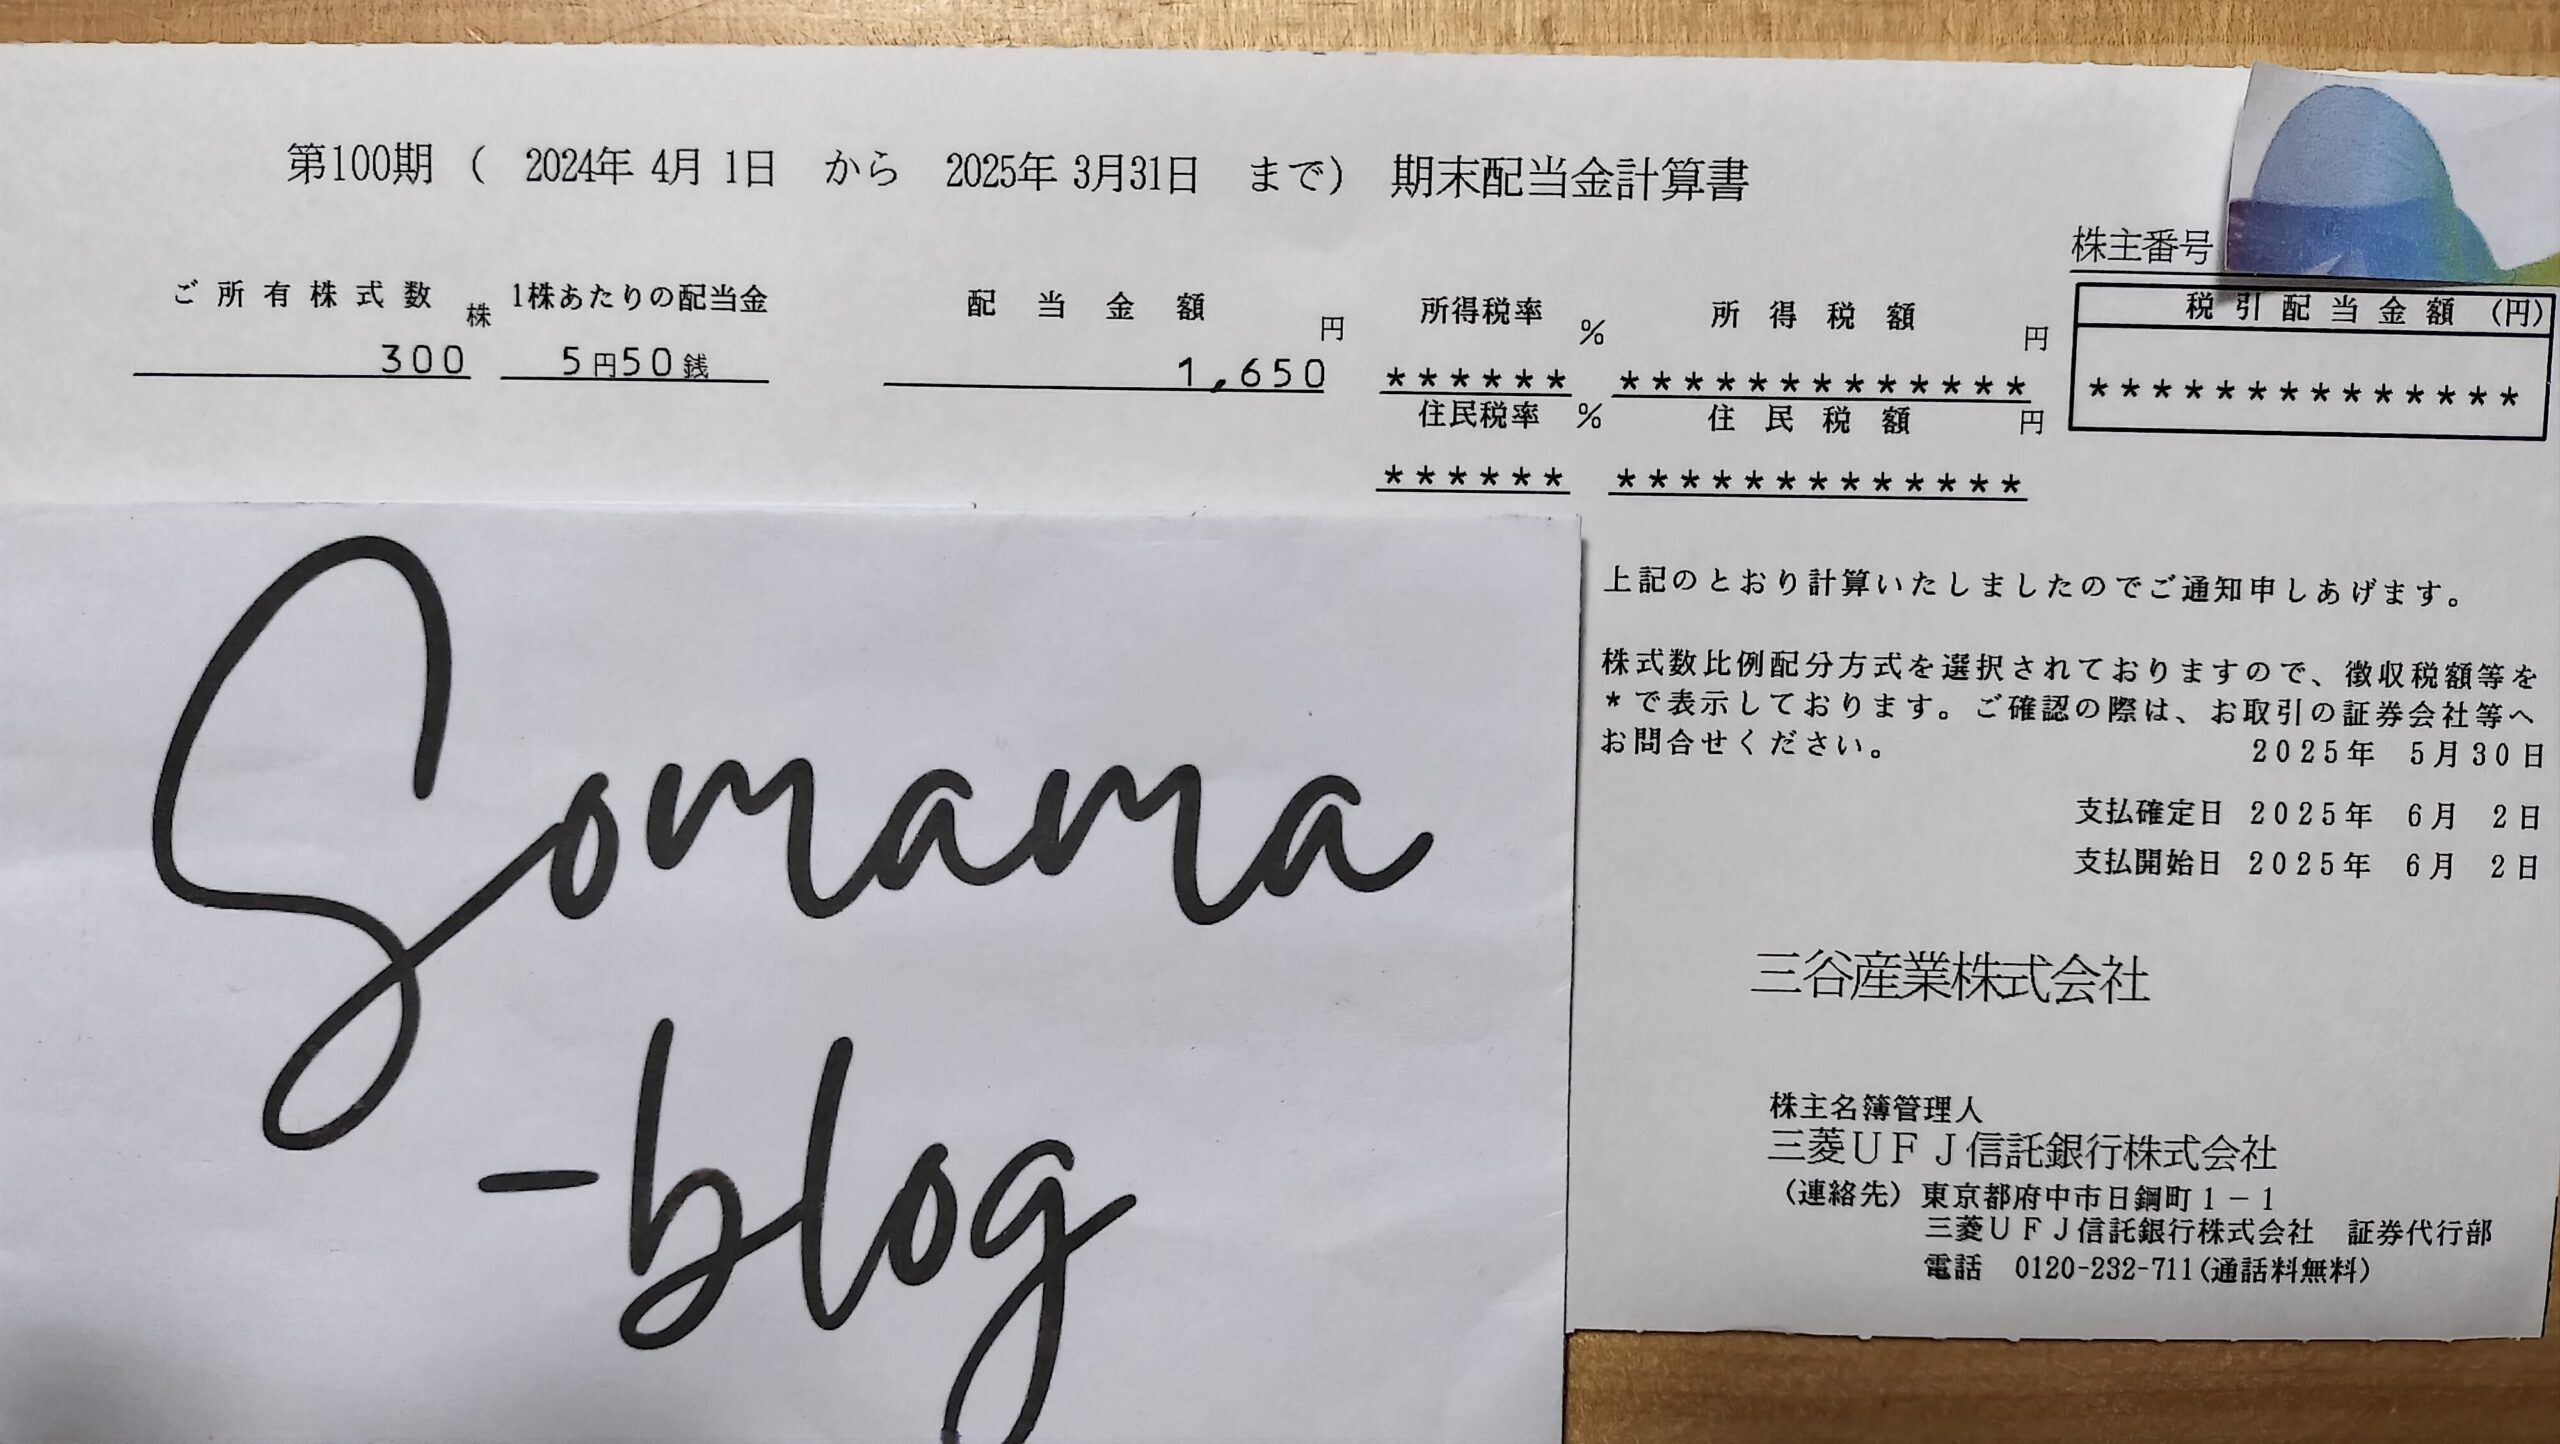 第100期 ( 2024年 4月 1日 から 2025年 3月31日 まで) 期末配当金計算書
株主番号
ご所有株式数 株 1株あたりの配当金 配当金額 円 所得税率 % 所得税額 円 税引配当金額 (円)
300 5円50銭 1,650 ****** ************* **************
住民税率 % 住民税額 円
****** *************
上記のとおり計算いたしましたのでご通知申しあげます。
株式数比例配分方式を選択されておりますので、徴収税額等を
*で表示しております。ご確認の際は、お取引の証券会社等へ
お問合せください。
2025年 5月30日
支払確定日 2025年 6月 2日
支払開始日 2025年 6月 2日
三谷産業株式会社
株主名簿管理人
三菱UFJ信託銀行株式会社
(連絡先) 東京都府中市日鋼町1-1
三菱UFJ信託銀行株式会社 証券代行部
電話 0120-232-711(通話料無料)
Somama
-blog